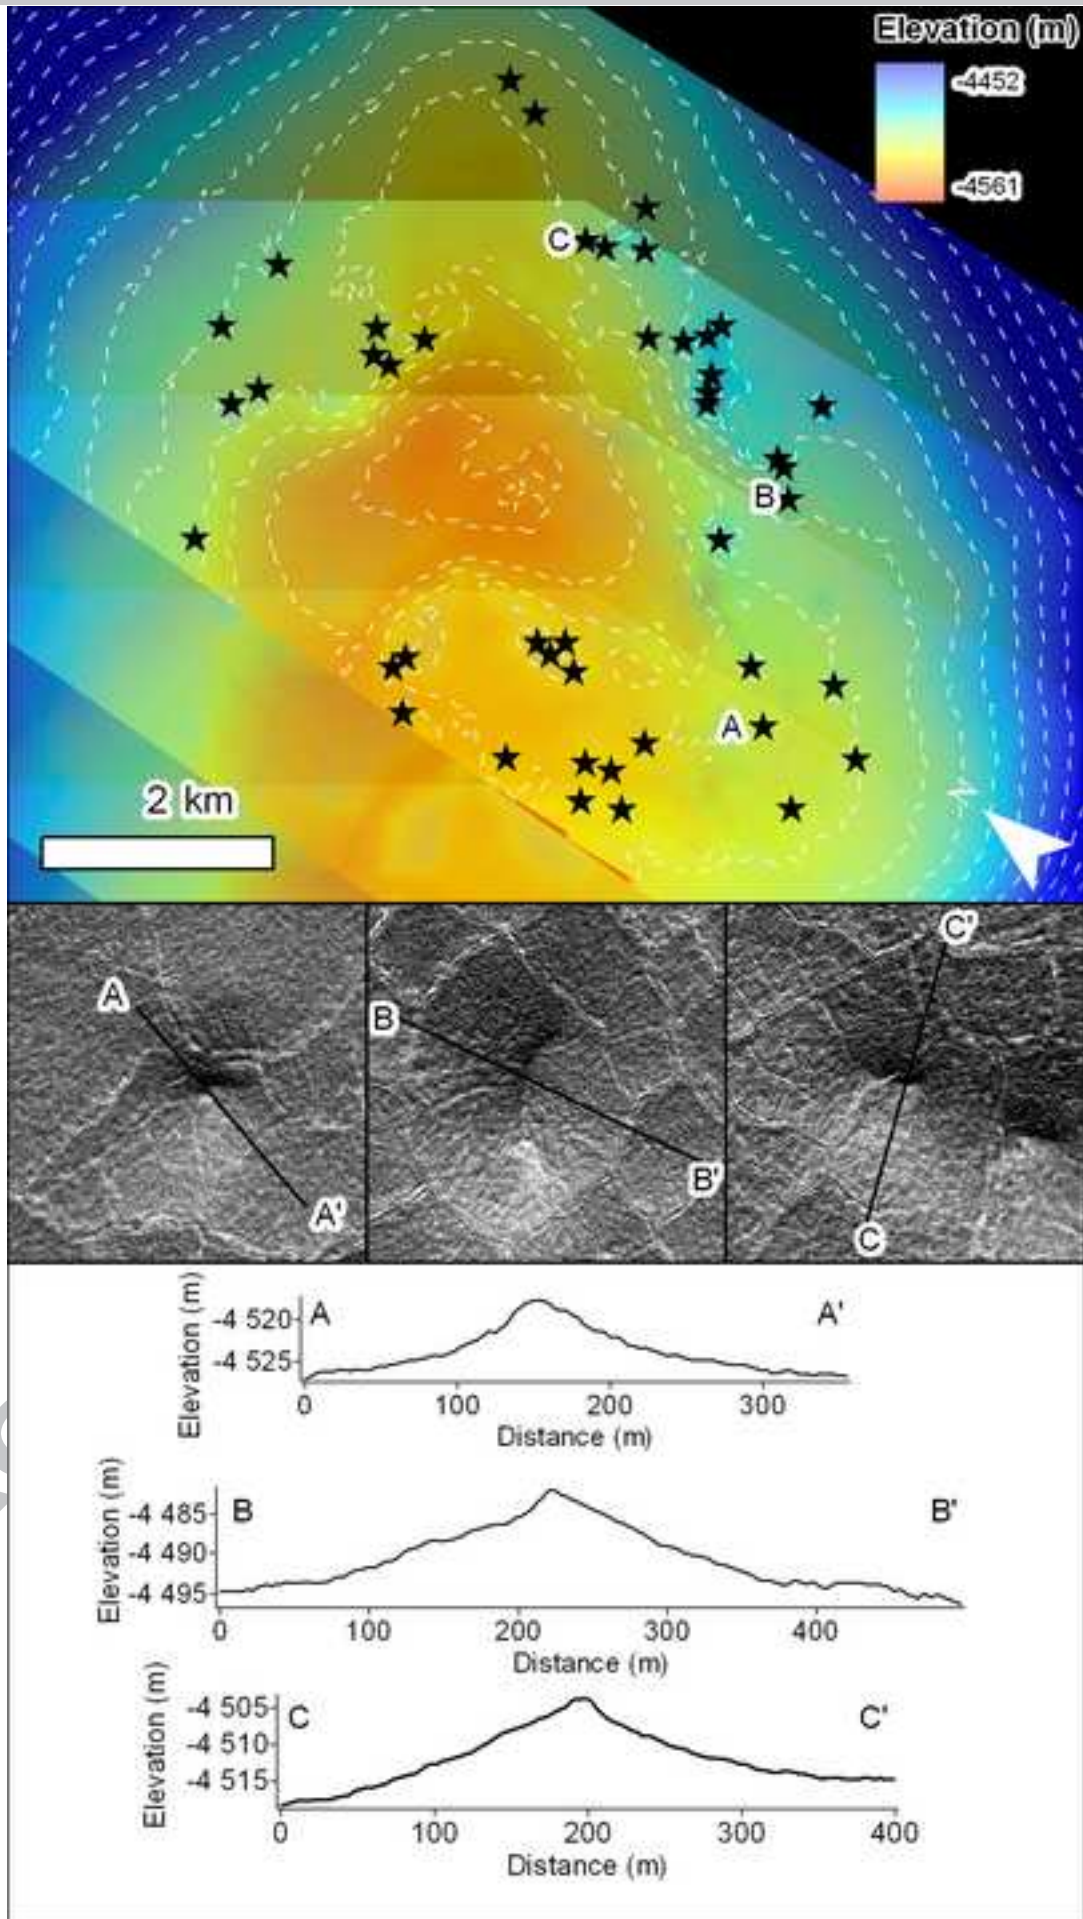 Elevation (m)
-4452
-4561
C
B
A
2 km
N
A
A'
B
B'
C'
C
Elevation (m)
-4 520
-4 525
A
A'
0 100 200 300
Distance (m)
Elevation (m)
-4 485
-4 490
-4 495
B
B'
0 100 200 300 400
Distance (m)
Elevation (m)
-4 505
-4 510
-4 515
C
C'
0 100 200 300 400
Distance (m)